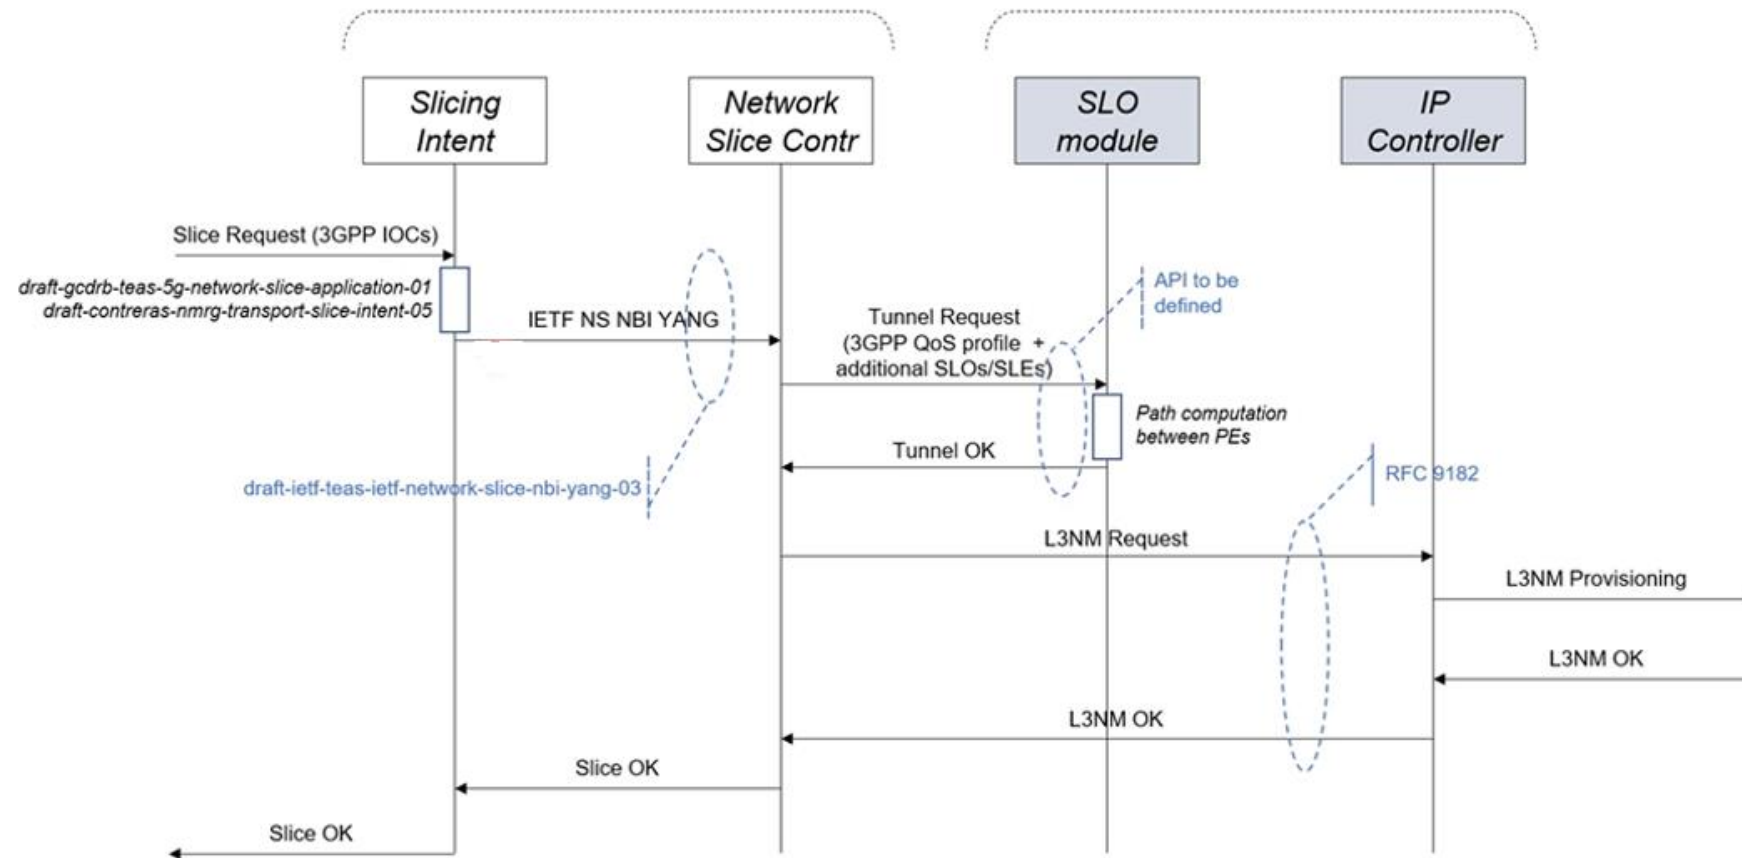 Slicing
Intent
Network
Slice Contr
SLO
module
IP
Controller
Slice Request (3GPP IOCs)
draft-gcdrb-teas-5g-network-slice-application-01
draft-contreras-nmrg-transport-slice-intent-05
IETF NS NBI YANG
API to be
defined
Tunnel Request
(3GPP QoS profile +
additional SLOs/SLEs)
Path computation
between PEs
Tunnel OK
RFC 9182
draft-ietf-teas-ietf-network-slice-nbi-yang-03
L3NM Request
L3NM Provisioning
L3NM OK
L3NM OK
Slice OK
Slice OK